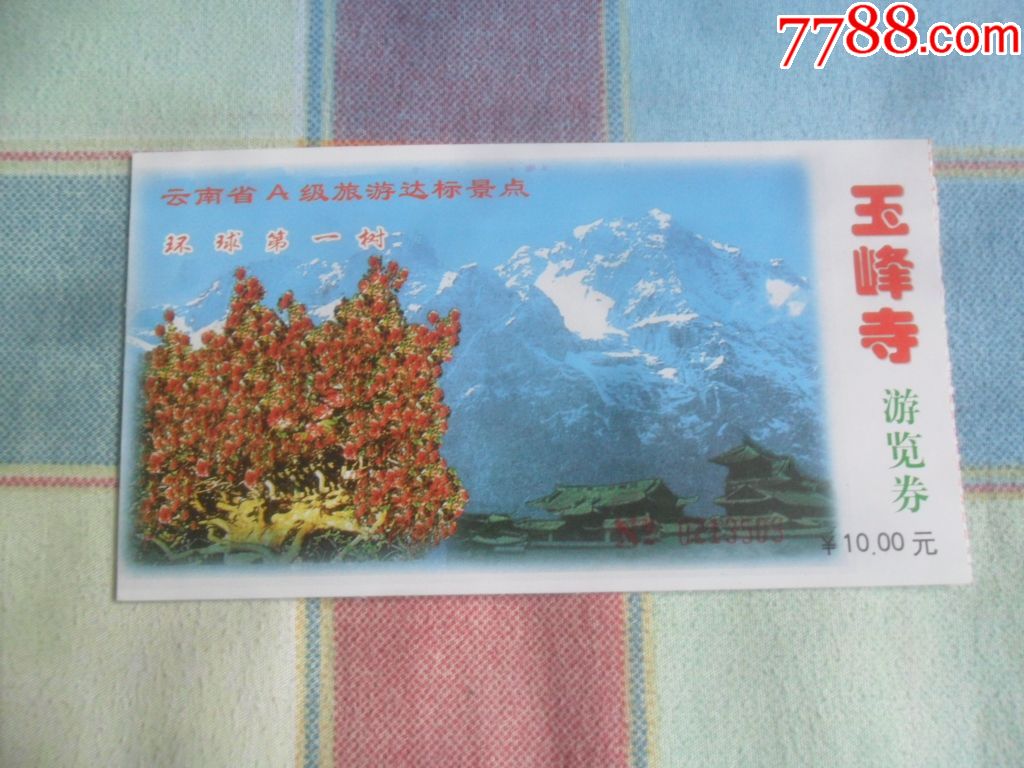 7788.com
云南省A级旅游达标景点
环球第一树
玉峰寺
游览券
¥10.00元